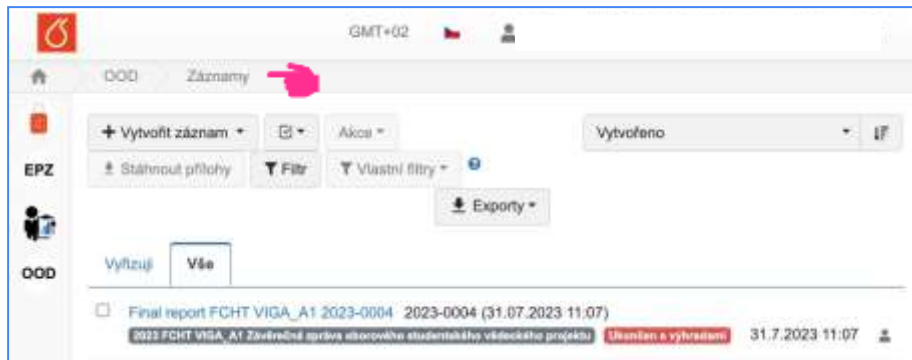 GMT+02
OOD Záznamy
+ Vytvořit záznam Akce Vytvořeno
EPZ Stáhnout přílohy Filtr Vlastní filtry
Exporty
OOD Vyřizuji Vše
Final report FCHT VIGA_A1 2023-0004 2023-0004 (31.07.2023 11:07)
2023 FCHT VIGA_A1 Závěrečná zpráva oborového studentského vědeckého projektu Ukončen s výhradami 31.7.2023 11:07